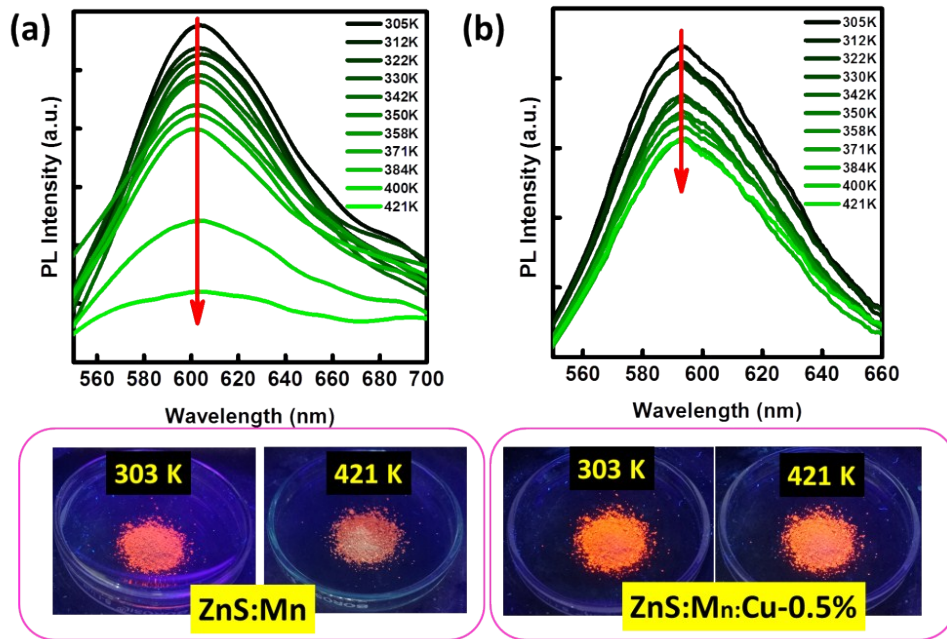 (a)
305K
312K
322K
330K
342K
350K
358K
371K
384K
400K
421K
PL Intensity (a.u.)
560 580 600 620 640 660 680 700
Wavelength (nm)
(b)
305K
312K
322K
330K
342K
350K
358K
371K
384K
400K
421K
PL Intensity (a.u.)
560 580 600 620 640 660
Wavelength (nm)
303 K
421 K
ZnS:Mn
303 K
421 K
ZnS:Mn:Cu-0.5%